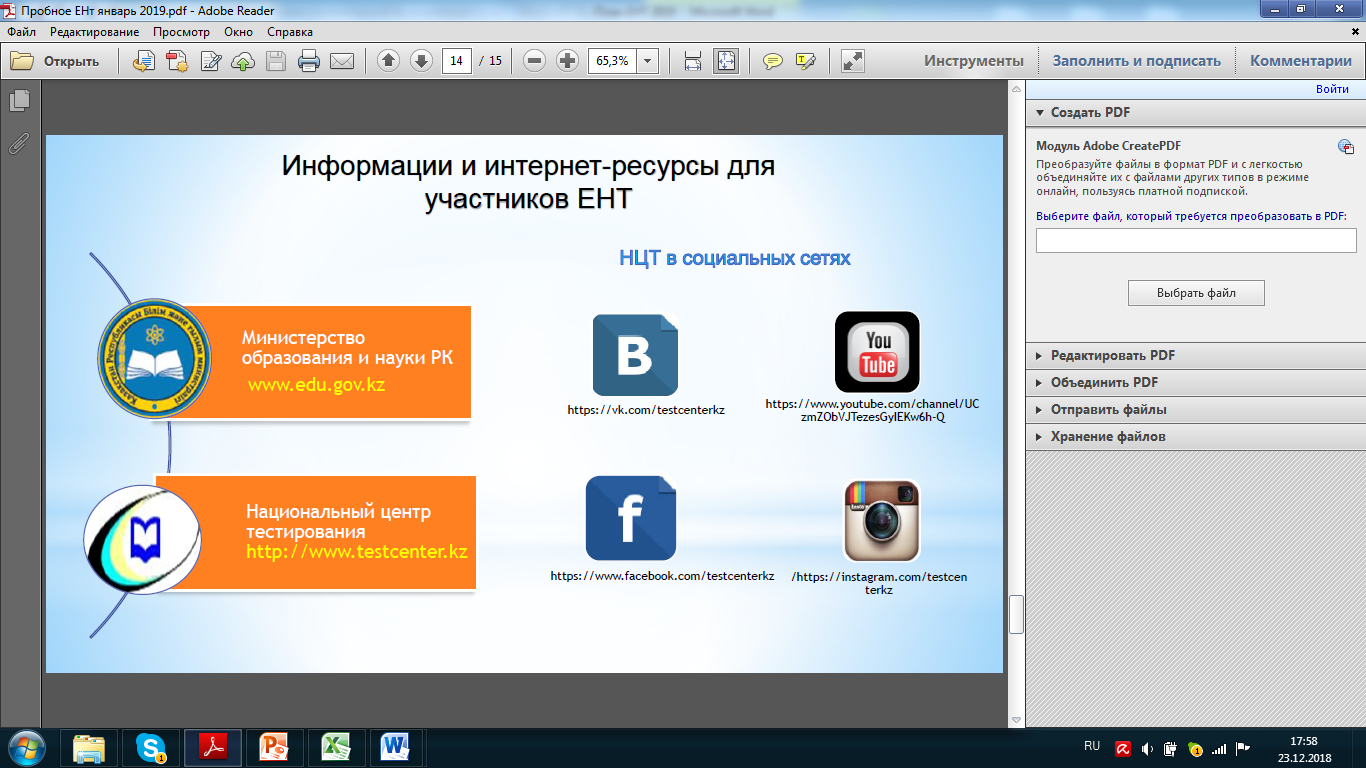 Пробное ЕНт январь 2019.pdf - Adobe Reader
Файл Редактирование Просмотр Окно Справка
Открыть
14 / 15
65,3%
Инструменты
Заполнить и подписать
Комментарии
Войти
Создать PDF
Модуль Adobe CreatePDF
Преобразуйте файлы в формат PDF и с легкостью
объединяйте их с файлами других типов в режиме
онлайн, пользуясь платной подпиской.
Выберите файл, который требуется преобразовать в PDF:
Выбрать файл
Редактировать PDF
Объединить PDF
Отправить файлы
Хранение файлов
Информации и интернет-ресурсы для
участников ЕНТ
НЦТ в социальных сетях
Министерство
образования и науки РК
www.edu.gov.kz
Национальный центр
тестирования
http://www.testcenter.kz
B
https://vk.com/testcenterkz
You
Tube
https://www.youtube.com/channel/UC
zmZObVJTezesGyIEKw6h-Q
f
https://www.facebook.com/testcenterkz
Insta
/https://instagram.com/testcen
terkz
RU
17:58
23.12.2018